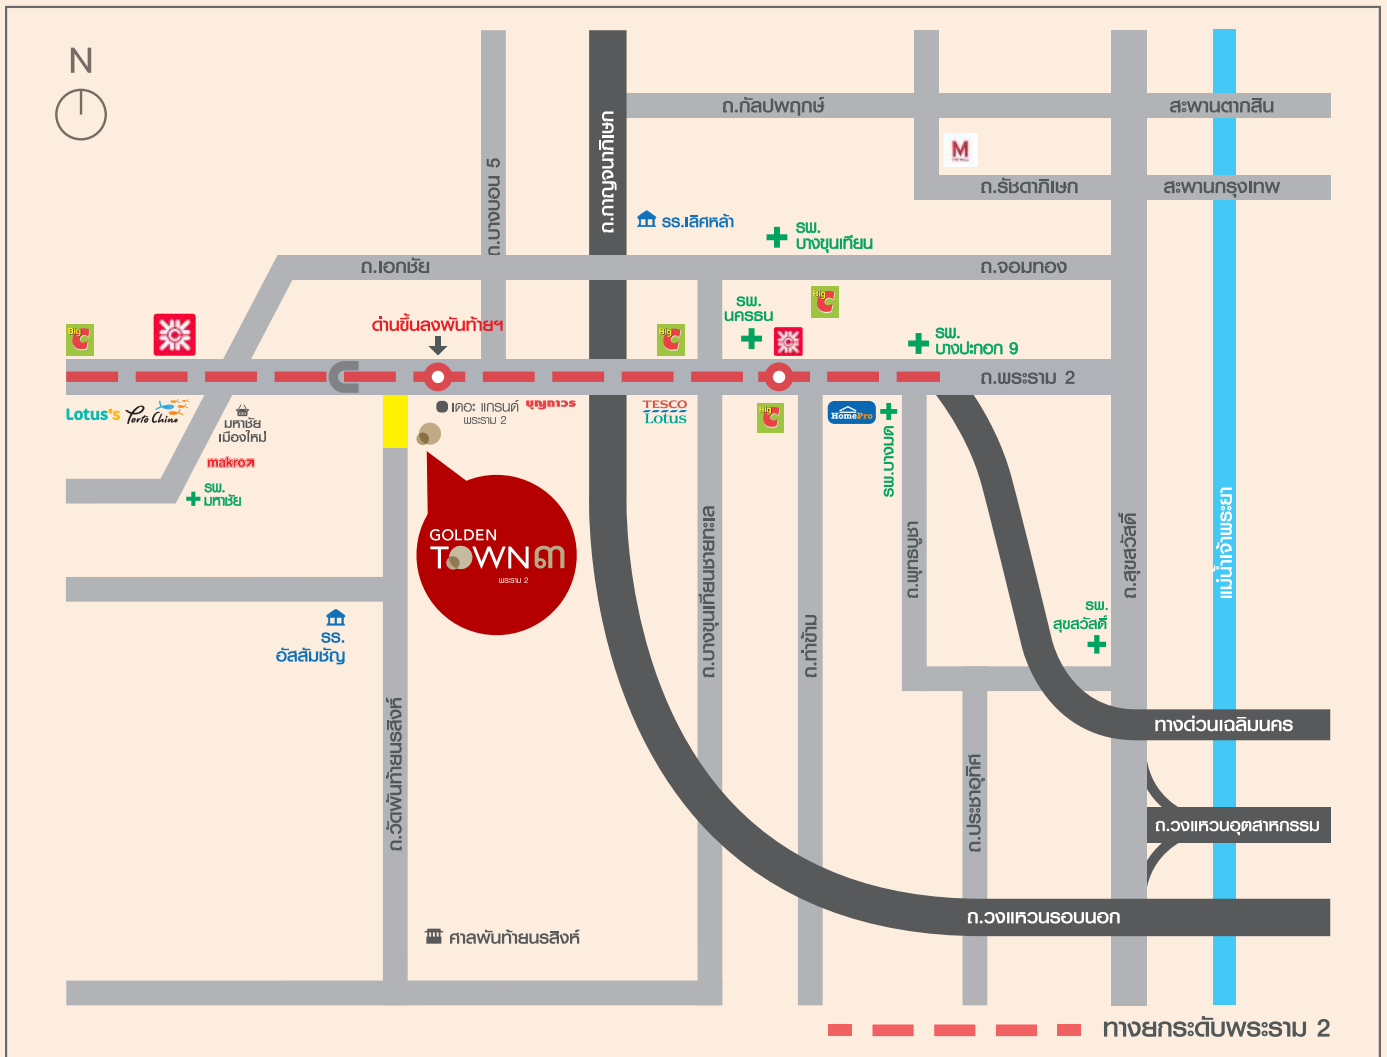 N
ถ.บางบอน 5
ถ.กาญจนาภิเษก
ถ.กัลปพฤกษ์
สะพานตากสิน
M
ถ.รัชดาภิเษก
สะพานกรุงเทพ
รร.เลิศหล้า
รพ.
บางขุนเทียน
ถ.เอกชัย
ถ.จอมทอง
ด่านขึ้นลงพันท้ายฯ
รพ.
นครธน
Big C
Big C
Big C
รพ.
บางปะกอก 9
ถ.พระราม 2
Lotus's
Porto Chino
มหาชัย
เมืองใหม่
makro
รพ.
มหาชัย
เดอะ แกรนด์
พระราม 2
บุญถาวร
TESCO
Lotus
Big C
HomePro
รพ.บางมด
GOLDEN
TOWN ๓
พระราม 2
รร.
อัสสัมชัญ
ถ.วัดพันท้ายนรสิงห์
ถ.บางขุนเทียนชายทะเล
ถ.ท่าข้าม
ถ.พุทธบูชา
ถ.ประชาอุทิศ
ถ.สุขสวัสดิ์
แม่น้ำเจ้าพระยา
รพ.
สุขสวัสดิ์
ทางด่วนเฉลิมนคร
ถ.วงแหวนอุตสาหกรรม
ถ.วงแหวนรอบนอก
ศาลพันท้ายนรสิงห์
ทางยกระดับพระราม 2